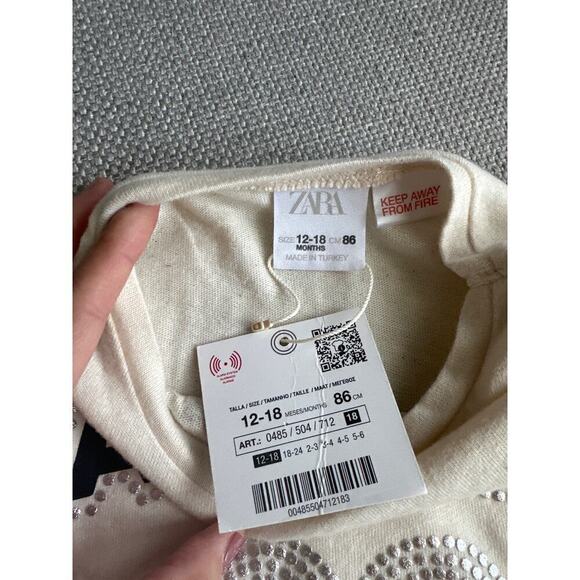 ZARA
SIZE 12-18 CM 86
MONTHS
MADE IN TURKEY
KEEP AWAY
FROM FIRE
TALLA / SIZE / TAMANHO / TAILLE / MAAT / ΜΕΓΕΘΟΣ
12-18 MESES/MONTHS 86 CM
ART.: 0485 / 504 / 712 18
12-18 18-24 2-3 3-4 4-5 5-6
00485504712183